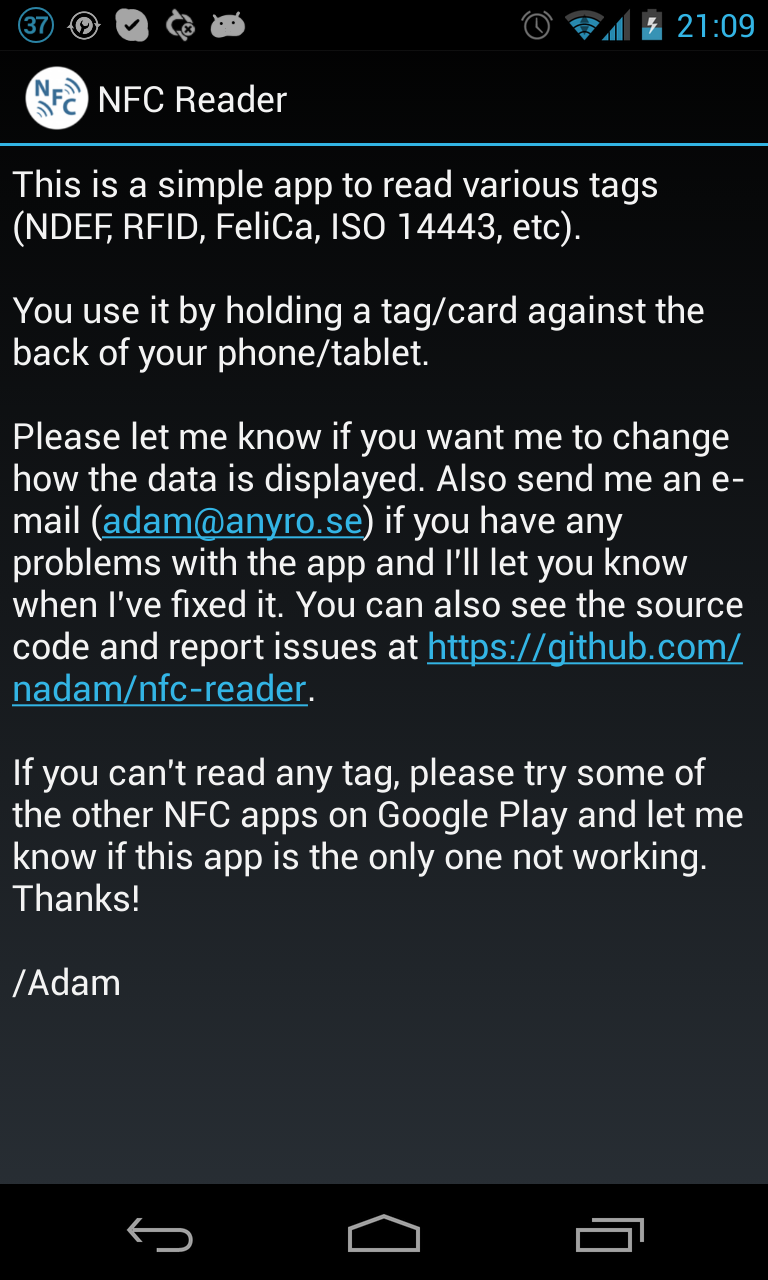 37
21:09
NFC
NFC Reader
This is a simple app to read various tags
(NDEF, RFID, FeliCa, ISO 14443, etc).
You use it by holding a tag/card against the
back of your phone/tablet.
Please let me know if you want me to change
how the data is displayed. Also send me an e-
mail (adam@anyro.se) if you have any
problems with the app and I'll let you know
when I've fixed it. You can also see the source
code and report issues at https://github.com/
nadam/nfc-reader.
If you can't read any tag, please try some of
the other NFC apps on Google Play and let me
know if this app is the only one not working.
Thanks!
/Adam